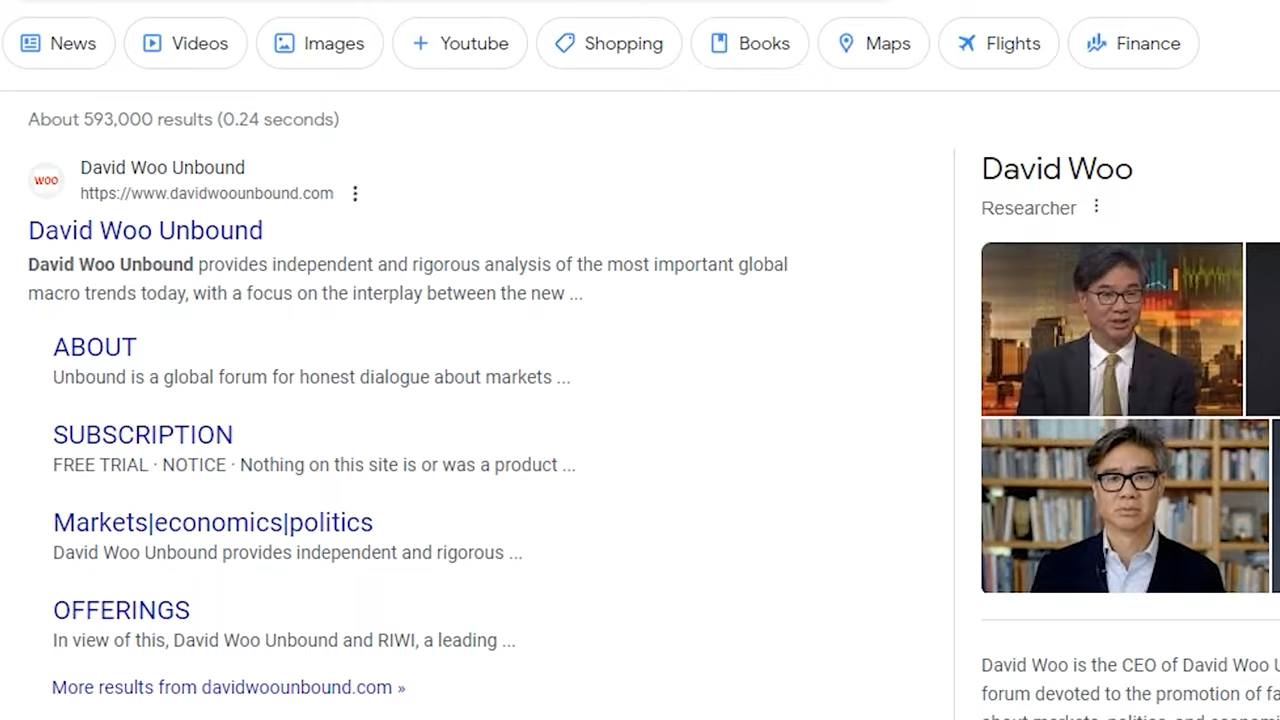 News
Videos
Images
Youtube
Shopping
Books
Maps
Flights
Finance
About 593,000 results (0.24 seconds)
woo
David Woo Unbound
https://www.davidwoounbound.com
David Woo Unbound
David Woo Unbound provides independent and rigorous analysis of the most important global
macro trends today, with a focus on the interplay between the new ...
ABOUT
Unbound is a global forum for honest dialogue about markets ...
SUBSCRIPTION
FREE TRIAL · NOTICE · Nothing on this site is or was a product ...
Markets|economics|politics
David Woo Unbound provides independent and rigorous ...
OFFERINGS
In view of this, David Woo Unbound and RIWI, a leading ...
More results from davidwoounbound.com »
David Woo
Researcher
David Woo is the CEO of David Woo
forum devoted to the promotion of
about markets, politics, and